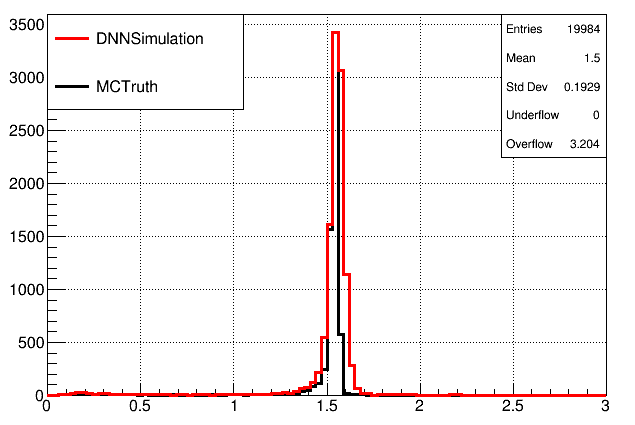 DNNSimulation
MCTruth
Entries 19984
Mean 1.5
Std Dev 0.1929
Underflow 0
Overflow 3.204
3500
3000
2500
2000
1500
1000
500
0
0 0.5 1 1.5 2 2.5 3